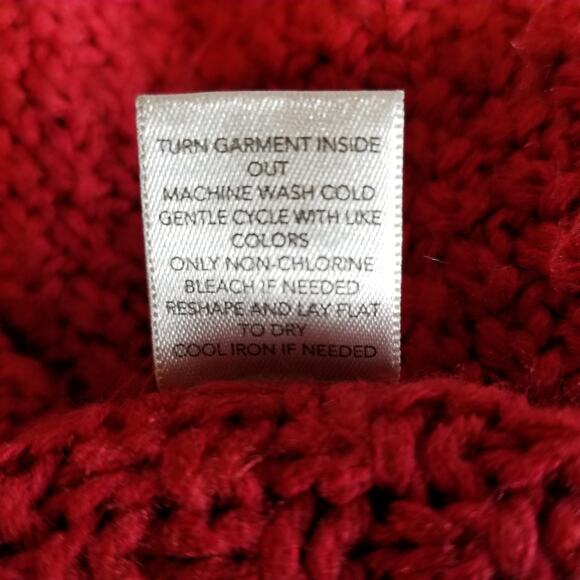 TURN GARMENT INSIDE
OUT
MACHINE WASH COLD
GENTLE CYCLE WITH LIKE
COLORS
ONLY NON-CHLORINE
BLEACH IF NEEDED
RESHAPE AND LAY FLAT
TO DRY
COOL IRON IF NEEDED